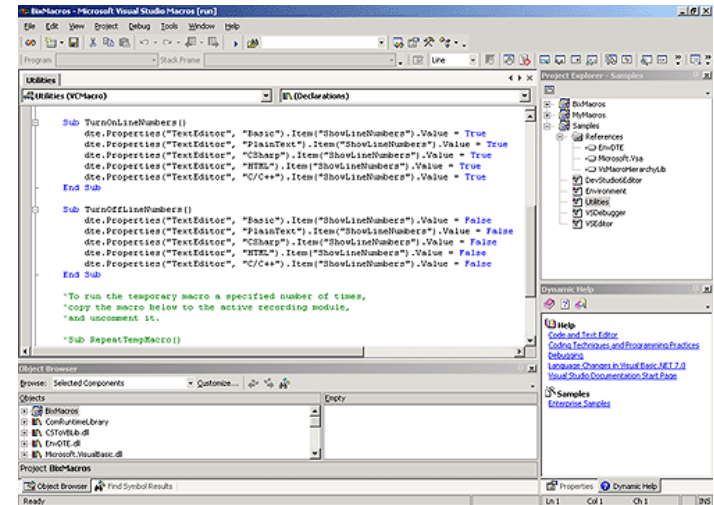 BixMacros - Microsoft Visual Studio Macros [run]
File Edit View Project Debug Tools Window Help
Program Stack Frame Line
Utilities
Project Explorer - Samples
Utilities (VCMacro) (Declarations)
BixMacros
MyMacros
Samples
References
EnvDTE
Microsoft.Vsa
VsMacroHierarchyLib
DevStudio6Editor
Environment
Utilities
VSDebugger
VSEditor
Sub TurnOnLineNumbers()
dte.Properties("TextEditor", "Basic").Item("ShowLineNumbers").Value = True
dte.Properties("TextEditor", "PlainText").Item("ShowLineNumbers").Value = True
dte.Properties("TextEditor", "CSharp").Item("ShowLineNumbers").Value = True
dte.Properties("TextEditor", "HTML").Item("ShowLineNumbers").Value = True
dte.Properties("TextEditor", "C/C++").Item("ShowLineNumbers").Value = True
End Sub
Sub TurnOffLineNumbers()
dte.Properties("TextEditor", "Basic").Item("ShowLineNumbers").Value = False
dte.Properties("TextEditor", "PlainText").Item("ShowLineNumbers").Value = False
dte.Properties("TextEditor", "CSharp").Item("ShowLineNumbers").Value = False
dte.Properties("TextEditor", "HTML").Item("ShowLineNumbers").Value = False
dte.Properties("TextEditor", "C/C++").Item("ShowLineNumbers").Value = False
End Sub
'To run the temporary macro a specified number of times,
'copy the macro below to the active recording module,
'and uncomment it.
'Sub RepeatTempMacro()
Dynamic Help
Help
Code and Text Editor
Coding Techniques and Programming Practices
Debugging
Language Changes in Visual Basic.NET 7.0
Visual Studio Documentation Start Page
Samples
Enterprise Samples
Object Browser
Browse: Selected Components Customize...
Objects Empty
BixMacros
ComRuntimeLibrary
CSToVBLib.dll
EnvDTE.dll
Microsoft.VisualBasic.dll
Project BixMacros
Object Browser Find Symbol Results
Properties Dynamic Help
Ready Ln 1 Col 1 Ch 1 INS